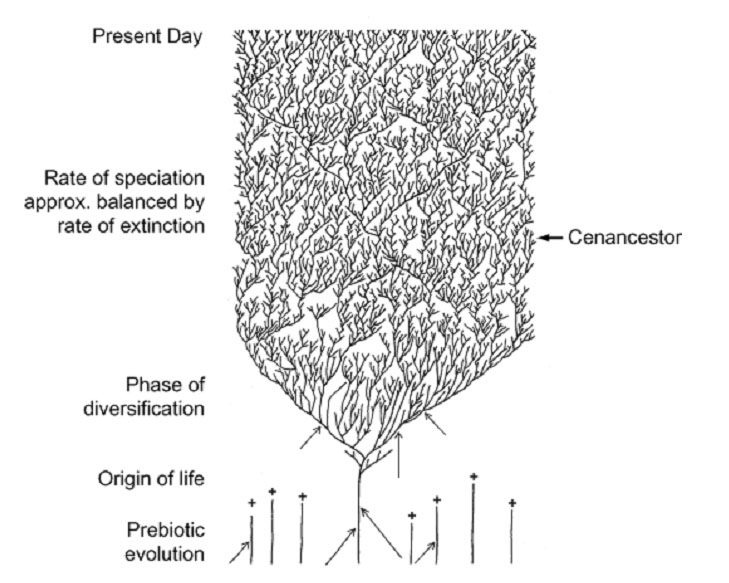 Present Day
Rate of speciation
approx. balanced by
rate of extinction
Cenancestor
Phase of
diversification
Origin of life
+ + + + + + +
Prebiotic
evolution